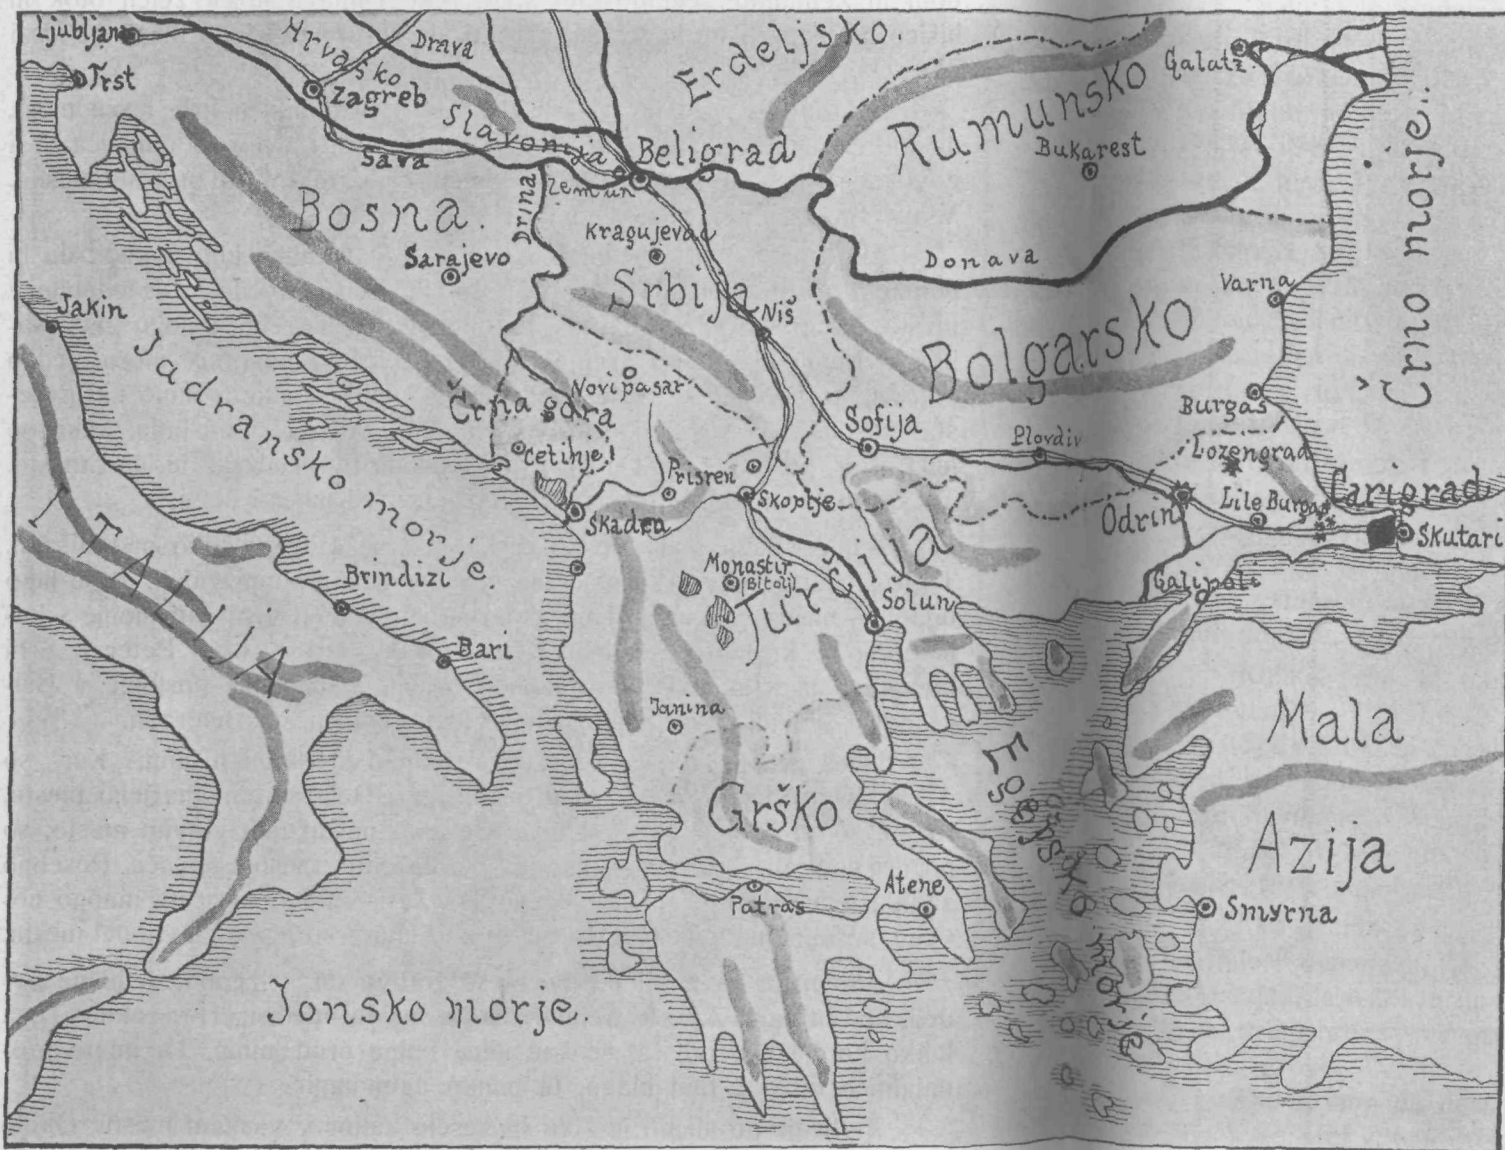 Ljubljana
Trst
Hrvaško
Zagreb
Drava
Slavonija
Sava
Zemun
Beligrad
Erdeljsko
Rumunsko
Bukarest
Galatz
Črno morje.
Bosna.
Drina
Sarajevo
Kragujevac
Srbija
Niš
Donava
Varna
Bolgarsko
Jakin
Jadransko morje.
Novipasar
Črna gora
Cetinje
Sofija
Plovdiv
Burgas
Lozengrad
Prisren
Skoplje
Skader
Odrin
Lile Burgas
Carigrad
Skutari
ITALIJA
Brindizi
Bari
Monastir
(Bitolj)
Turčija
Solun
Galipoli
Janina
Grško
Egejsko morje
Mala
Azija
Atene
Patras
Smyrna
Jonsko morje.